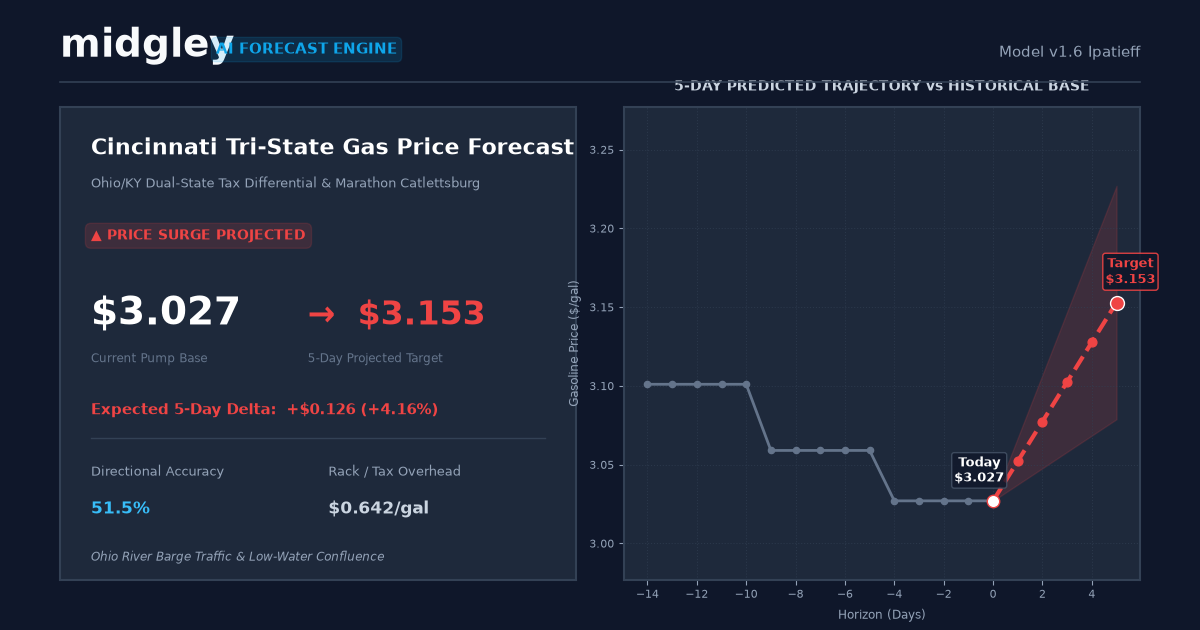 midgley
AI FORECAST ENGINE
Model v1.6 Ipatieff
Cincinnati Tri-State Gas Price Forecast
Ohio/KY Dual-State Tax Differential & Marathon Catlettsburg
▲ PRICE SURGE PROJECTED
$3.027
→ $3.153
Current Pump Base
5-Day Projected Target
Expected 5-Day Delta: +$0.126 (+4.16%)
Directional Accuracy
Rack / Tax Overhead
51.5%
$0.642/gal
Ohio River Barge Traffic & Low-Water Confluence
5-DAY PREDICTED TRAJECTORY vs HISTORICAL BASE
Gasoline Price ($/gal)
3.25
3.20
3.15
3.10
3.05
3.00
Target
$3.153
Today
$3.027
−14 −12 −10 −8 −6 −4 −2 0 2 4
Horizon (Days)